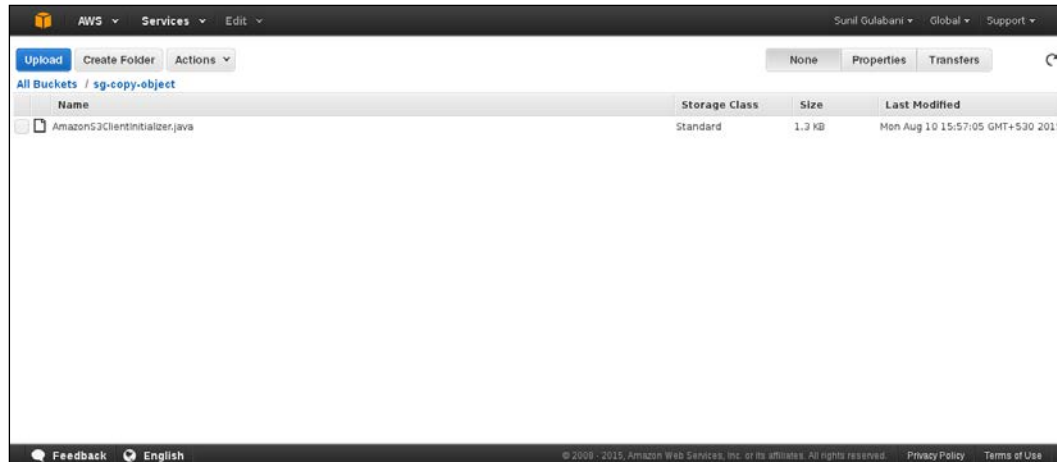 AWS Services Edit Sunil Gulabani Global Support
Upload Create Folder Actions None Properties Transfers
All Buckets / sg-copy-object
Name Storage Class Size Last Modified
AmazonS3ClientInitializer.java Standard 1.3 KB Mon Aug 10 15:57:05 GMT+530 201
Feedback English © 2008 - 2015, Amazon Web Services, Inc. or its affiliates. All rights reserved. Privacy Policy Terms of Use